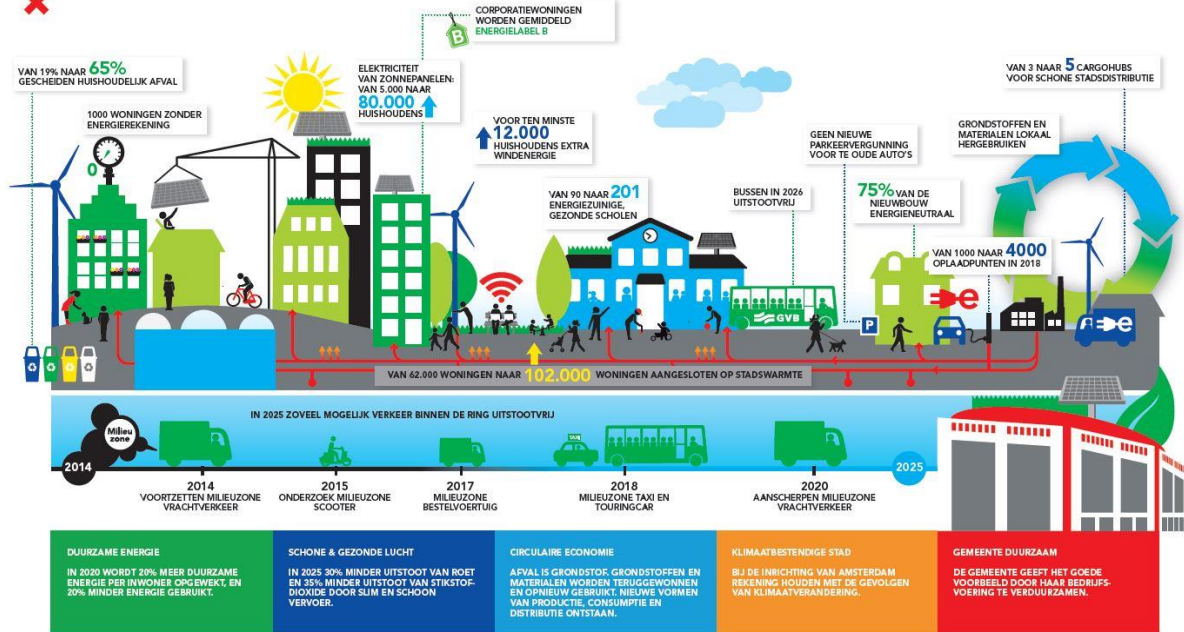 CORPORATIEWONINGEN
WORDEN GEMIDDELD
ENERGIELABEL B
B
VAN 19% NAAR 65%
GESCHEIDEN HUISHOUDELIJK AFVAL
1000 WONINGEN ZONDER
ENERGIEREKENING
0
ELEKTRICITEIT
VAN ZONNEPANELEN:
VAN 5.000 NAAR
80.000
HUISHOUDENS
VOOR TEN MINSTE
12.000
HUISHOUDENS EXTRA
WINDENERGIE
VAN 90 NAAR 201
ENERGIEZUINIGE,
GEZONDE SCHOLEN
BUSSEN IN 2026
UITSTOOTVRIJ
GEEN NIEUWE
PARKEERVERGUNNING
VOOR TE OUDE AUTO'S
75% VAN DE
NIEUWBOUW
ENERGIENEUTRAAL
VAN 3 NAAR 5 CARGOHUBS
VOOR SCHONE STADSDISTRIBUTIE
GRONDSTOFFEN EN
MATERIALEN LOKAAL
HERGEBRUIKEN
VAN 1000 NAAR 4000
OPLAADPUNTEN IN 2018
e
GVB
P
e
VAN 62.000 WONINGEN NAAR 102.000 WONINGEN AANGESLOTEN OP STADSWARMTE
IN 2025 ZOVEEL MOGELIJK VERKEER BINNEN DE RING UITSTOOTVRIJ
Milieu
zone
TAXI
2014
2025
2014
VOORTZETTEN MILIEUZONE
VRACHTVERKEER
2015
ONDERZOEK MILIEUZONE
SCOOTER
2017
MILIEUZONE
BESTELVOERTUIG
2018
MILIEUZONE TAXI EN
TOURINGCAR
2020
AANSCHERPEN MILIEUZONE
VRACHTVERKEER
DUURZAME ENERGIE
IN 2020 WORDT 20% MEER DUURZAME
ENERGIE PER INWONER OPGEWEKT, EN
20% MINDER ENERGIE GEBRUIKT.
SCHONE & GEZONDE LUCHT
IN 2025 30% MINDER UITSTOOT VAN ROET
EN 35% MINDER UITSTOOT VAN STIKSTOF-
DIOXIDE DOOR SLIM EN SCHOON
VERVOER.
CIRCULAIRE ECONOMIE
AFVAL IS GRONDSTOF. GRONDSTOFFEN EN
MATERIALEN WORDEN TERUGGEWONNEN
EN OPNIEUW GEBRUIKT. NIEUWE VORMEN
VAN PRODUCTIE, CONSUMPTIE EN
DISTRIBUTIE ONTSTAAN.
KLIMAATBESTENDIGE STAD
BIJ DE INRICHTING VAN AMSTERDAM
REKENING HOUDEN MET DE GEVOLGEN
VAN KLIMAATVERANDERING.
GEMEENTE DUURZAAM
DE GEMEENTE GEEFT HET GOEDE
VOORBEELD DOOR HAAR BEDRIJFS-
VOERING TE VERDUURZAMEN.